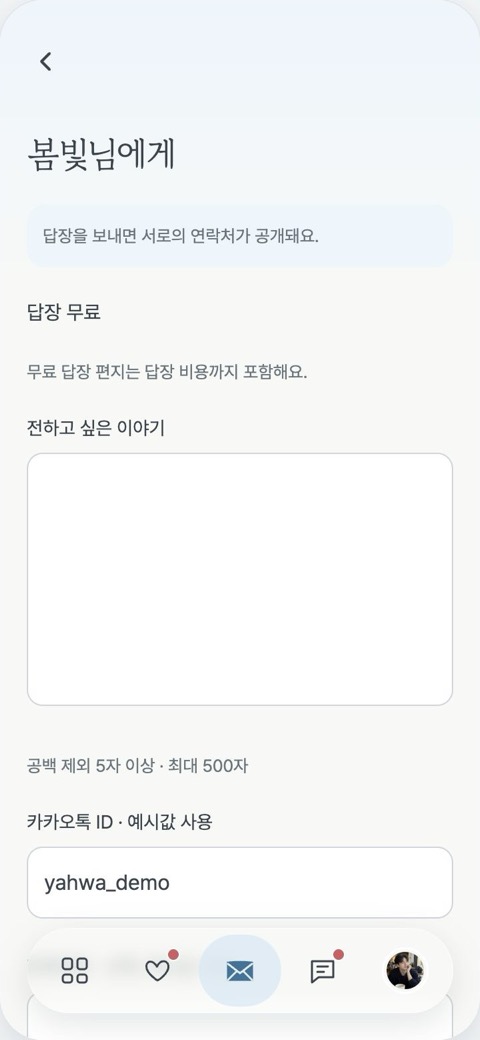 봄빛님에게
답장을 보내면 서로의 연락처가 공개돼요.
답장 무료
무료 답장 편지는 답장 비용까지 포함해요.
전하고 싶은 이야기
공백 제외 5자 이상 · 최대 500자
카카오톡 ID · 예시값 사용
yahwa_demo